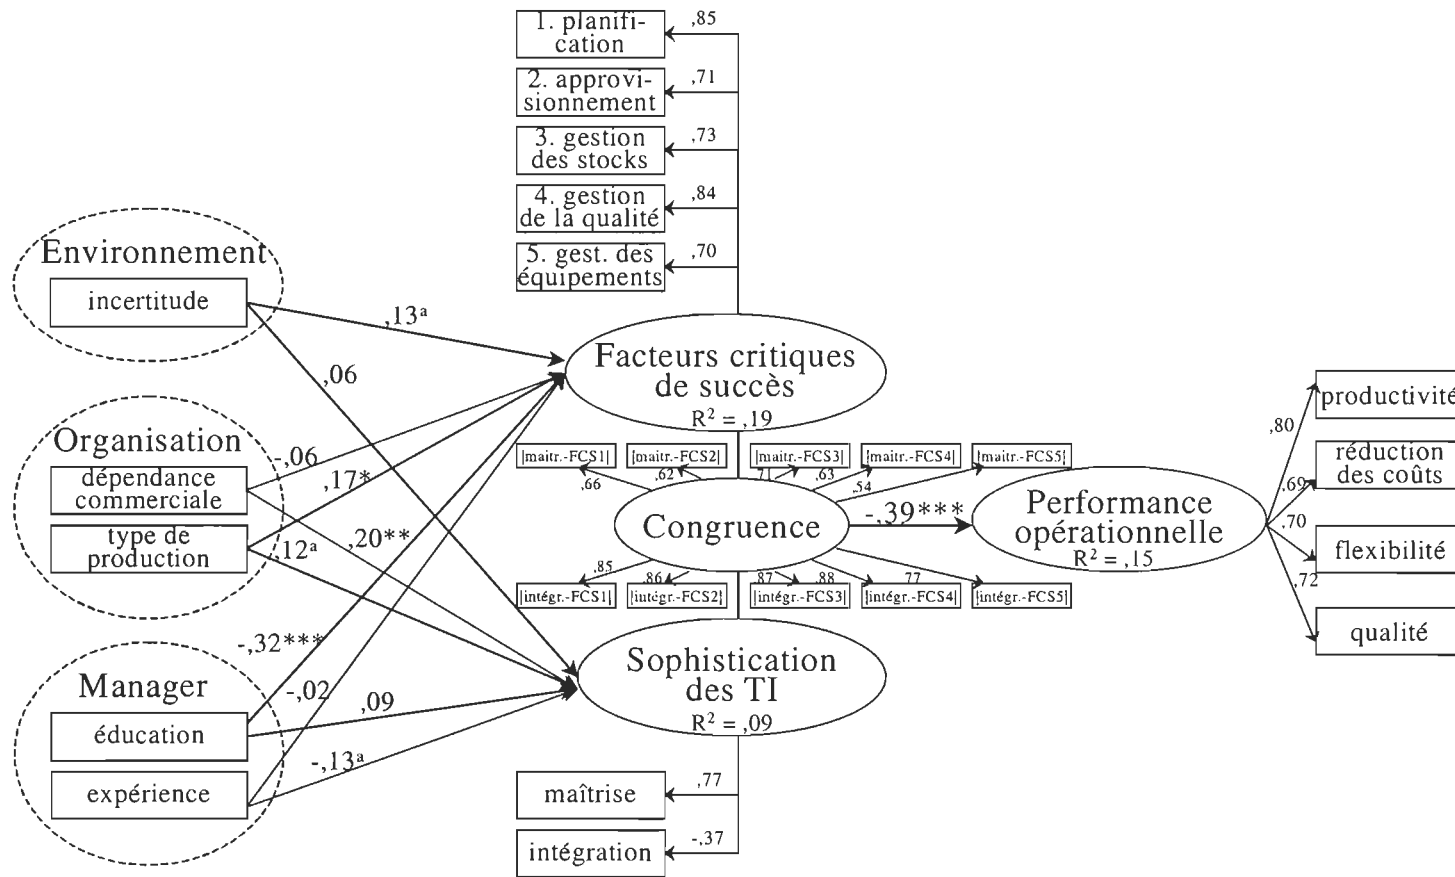 1. planifi-
cation
,85
2. approvi-
sionnement
,71
3. gestion
des stocks
,73
4. gestion
de la qualité
,84
5. gest. des
équipements
,70
Environnement
incertitude
,13ª
,06
Facteurs critiques
de succès
R² = ,19
Organisation
dépendance
commerciale
type de
production
-,06
,17*
,20**
,12ª
|maitr.-FCS1|
|maitr.-FCS2|
|maitr.-FCS3|
|maitr.-FCS4|
|maitr.-FCS5|
,66
,62
,71
,63
,54
Congruence
-,39***
Performance
opérationnelle
R² = ,15
,80
,69
,70
,72
productivité
réduction
des coûts
flexibilité
qualité
,85
,86
,87
,88
,77
|intégr.-FCS1|
|intégr.-FCS2|
|intégr.-FCS3|
|intégr.-FCS4|
|intégr.-FCS5|
Manager
éducation
expérience
-,32***
-,02
,09
-,13ª
Sophistication
des TI
R² = ,09
maîtrise
,77
intégration
-,37